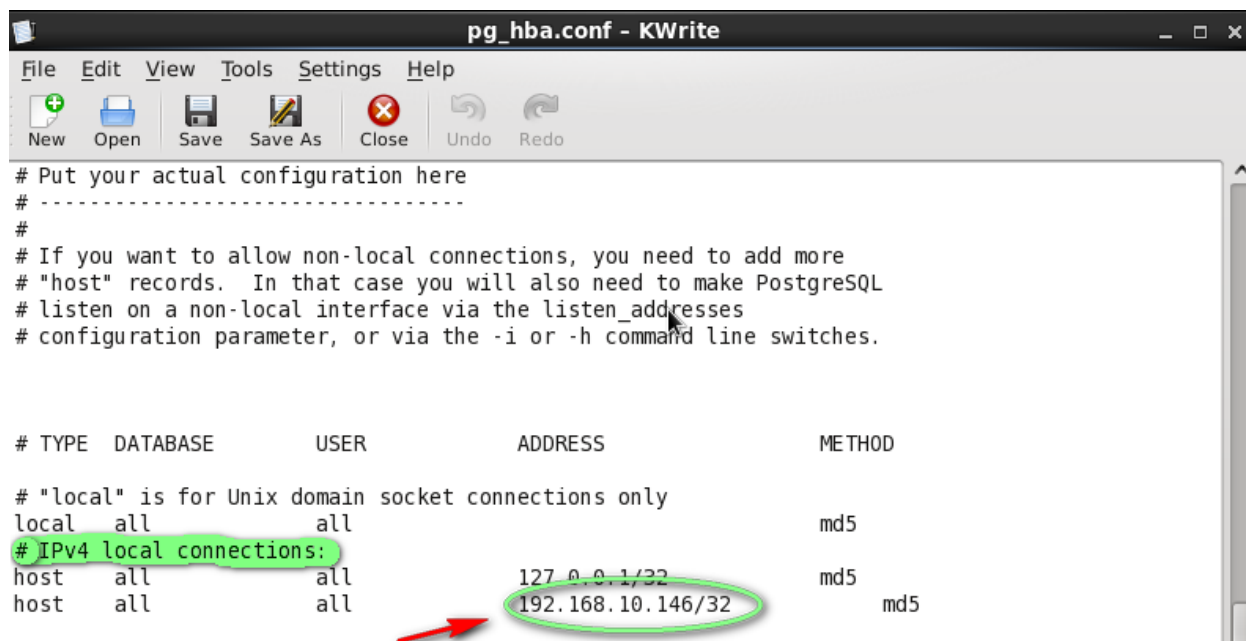 pg_hba.conf – KWrite
File Edit View Tools Settings Help
New Open Save Save As Close Undo Redo
# Put your actual configuration here
# ----------------------------------
#
# If you want to allow non-local connections, you need to add more
# "host" records.  In that case you will also need to make PostgreSQL
# listen on a non-local interface via the listen_addresses
# configuration parameter, or via the -i or -h command line switches.
# TYPE  DATABASE        USER            ADDRESS                 METHOD
# "local" is for Unix domain socket connections only
local   all             all                                     md5
# IPv4 local connections:
host    all             all             127.0.0.1/32            md5
host    all             all             192.168.10.146/32            md5